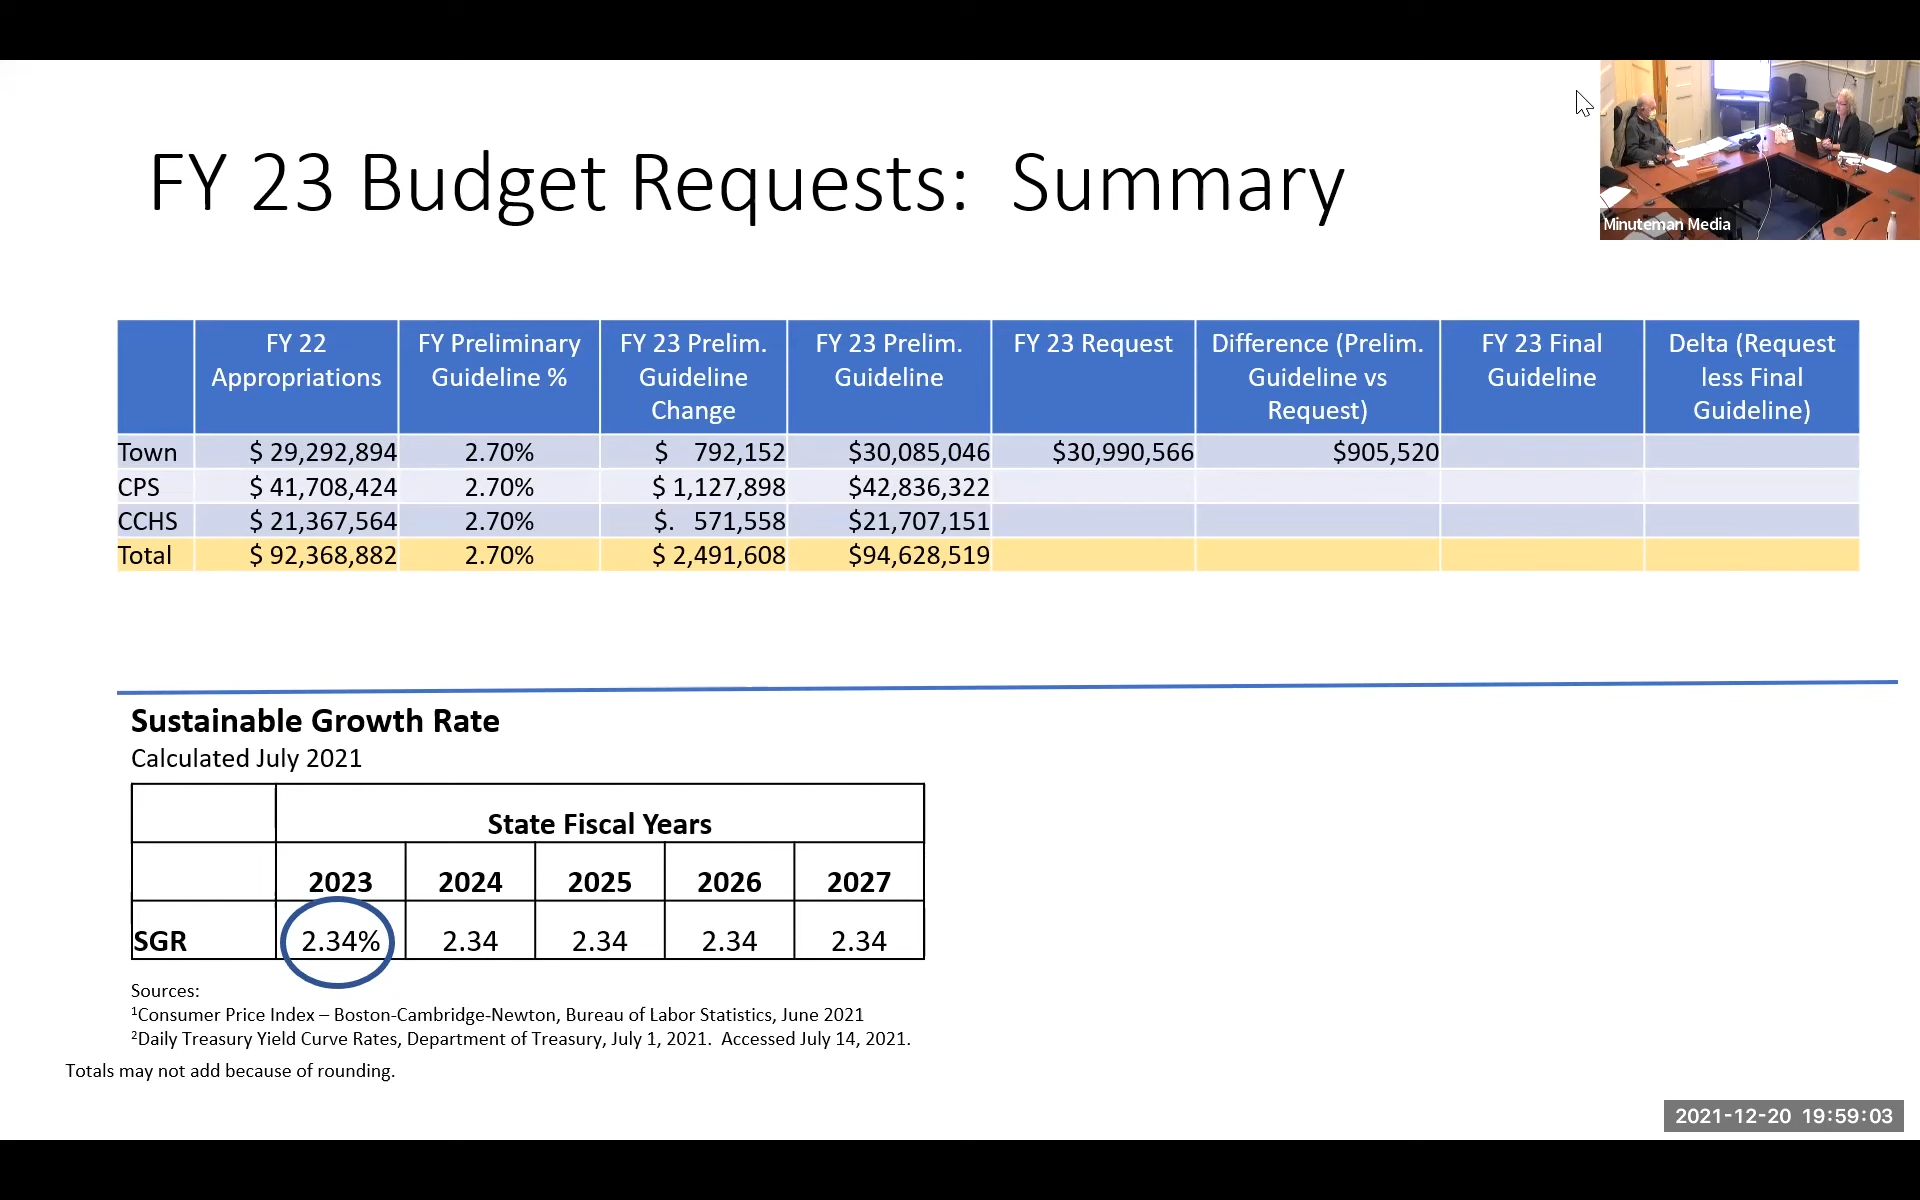 FY 23 Budget Requests: Summary
Minuteman Media
FY 22 Appropriations | FY Preliminary Guideline % | FY 23 Prelim. Guideline Change | FY 23 Prelim. Guideline | FY 23 Request | Difference (Prelim. Guideline vs Request) | FY 23 Final Guideline | Delta (Request less Final Guideline)
Town $ 29,292,894 2.70% $ 792,152 $30,085,046 $30,990,566 $905,520
CPS $ 41,708,424 2.70% $ 1,127,898 $42,836,322
CCHS $ 21,367,564 2.70% $. 571,558 $21,707,151
Total $ 92,368,882 2.70% $ 2,491,608 $94,628,519
Sustainable Growth Rate
Calculated July 2021
State Fiscal Years
2023 2024 2025 2026 2027
SGR 2.34% 2.34 2.34 2.34 2.34
Sources:
¹Consumer Price Index – Boston-Cambridge-Newton, Bureau of Labor Statistics, June 2021
²Daily Treasury Yield Curve Rates, Department of Treasury, July 1, 2021. Accessed July 14, 2021.
Totals may not add because of rounding.
2021-12-20 19:59:03